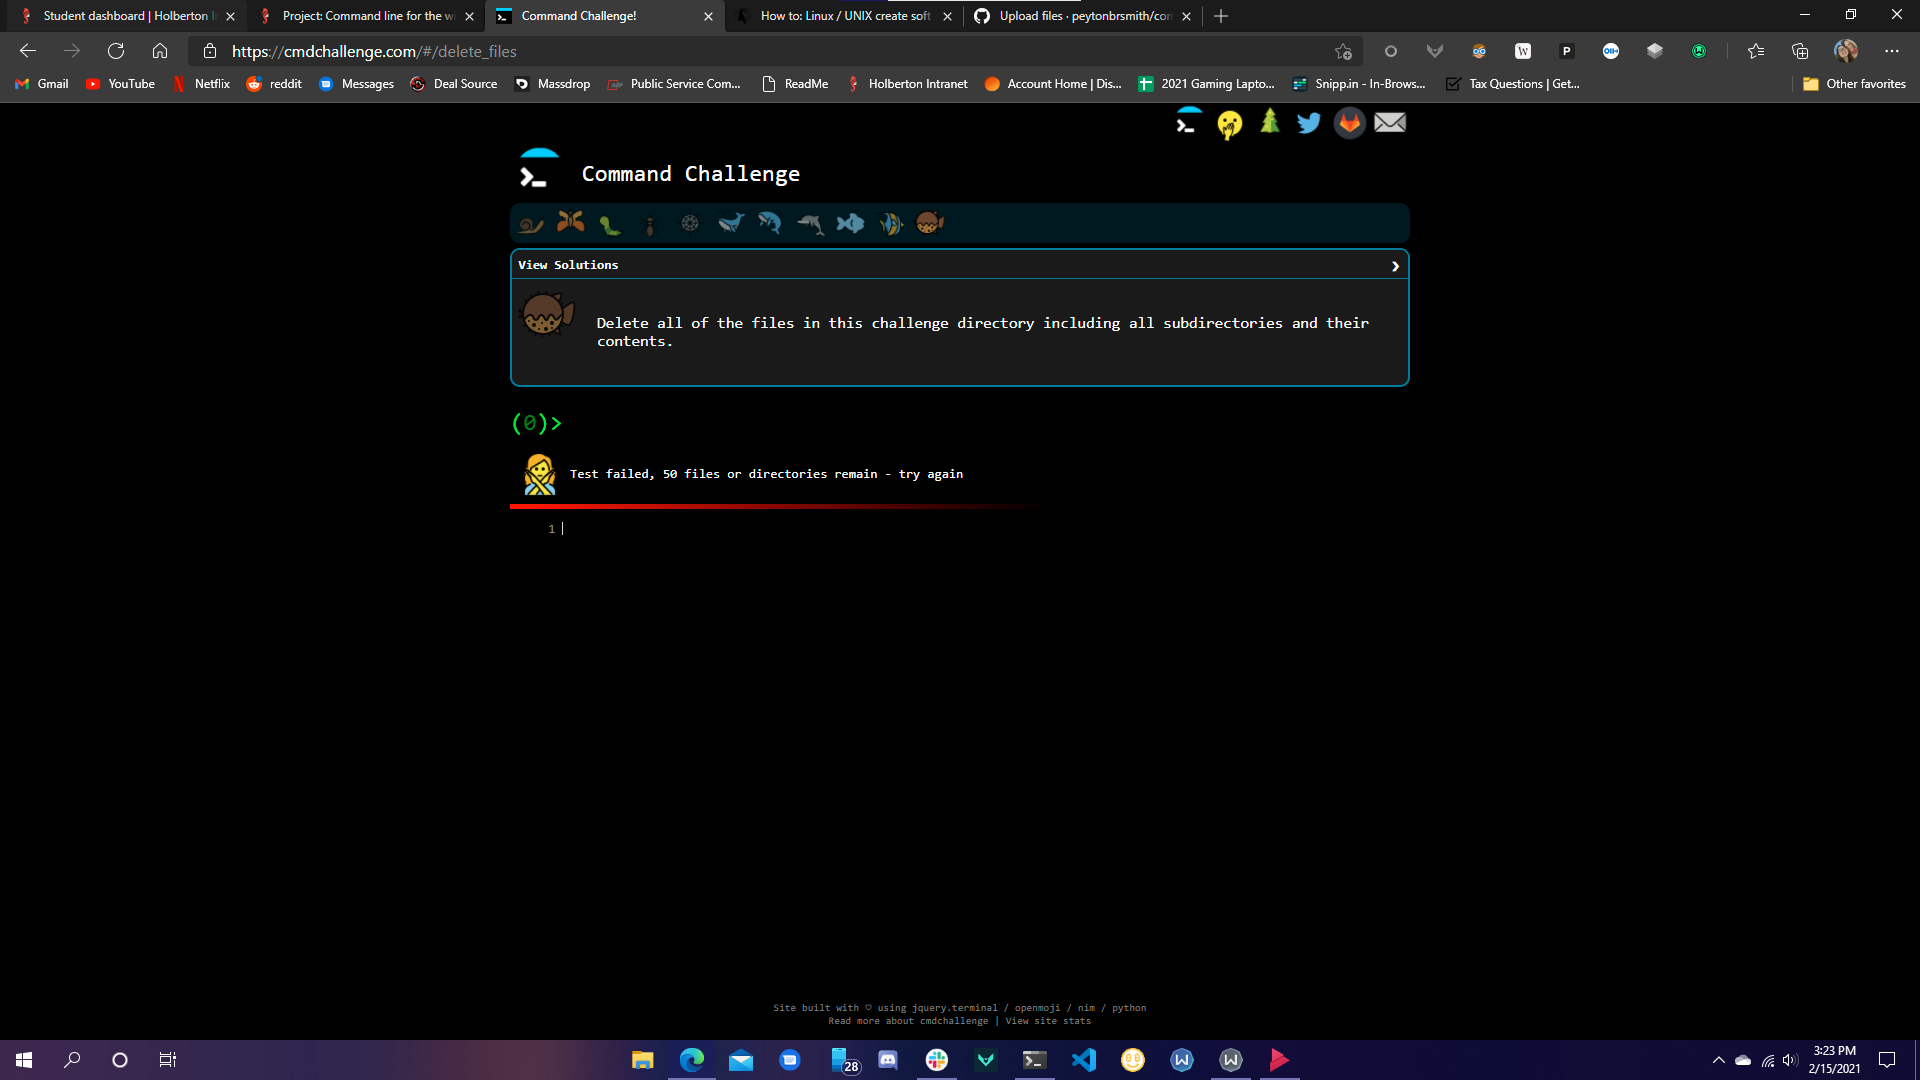 Student dashboard | Holberton I
Project: Command line for the wi
Command Challenge!
How to: Linux / UNIX create soft
Upload files · peytonbrsmith/con
https://cmdchallenge.com/#/delete_files
Gmail YouTube Netflix reddit Messages Deal Source Massdrop Public Service Com... ReadMe Holberton Intranet Account Home | Dis... 2021 Gaming Lapto... Snipp.in - In-Brows... Tax Questions | Get... Other favorites
Command Challenge
View Solutions
Delete all of the files in this challenge directory including all subdirectories and their
contents.
(0)>
Test failed, 50 files or directories remain - try again
1
Site built with ♡ using jquery.terminal / openmoji / nim / python
Read more about cmdchallenge | View site stats
28
3:23 PM
2/15/2021